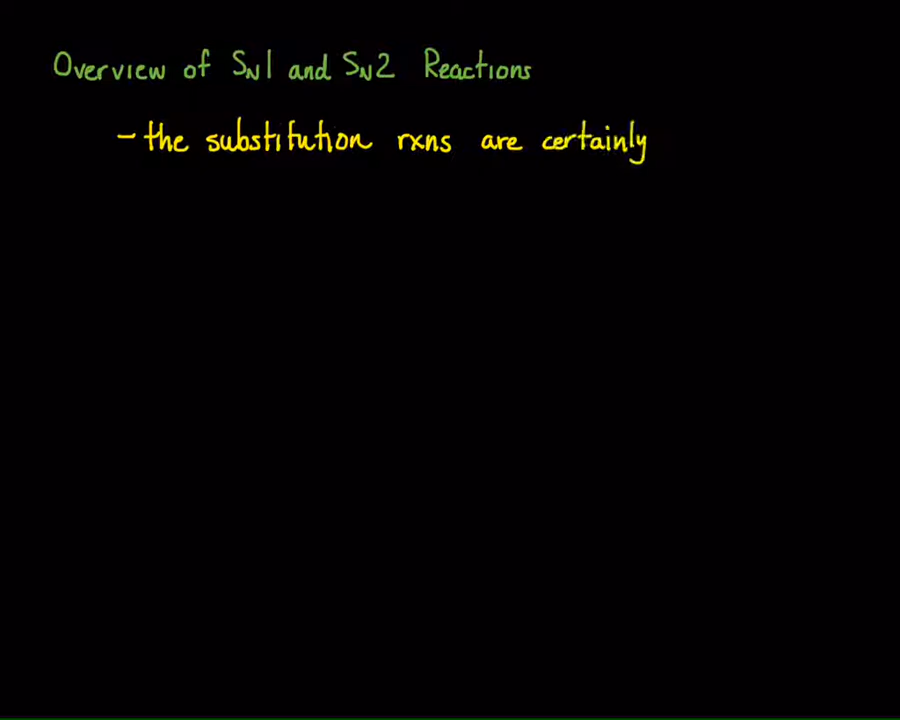 Overview of SN1 and SN2 Reactions
- the substitution rxns are certainly